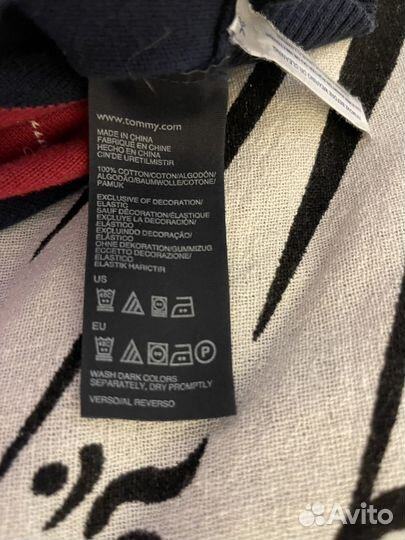 www.tommy.com
MADE IN CHINA
FABRIQUÉ EN CHINE
HECHO EN CHINA
ÇİN'DE ÜRETİLMİŞTİR
100% COTTON/COTON/ALGODÓN/
ALGODÃO/BAUMWOLLE/COTONE/
PAMUK
EXCLUSIVE OF DECORATION/
ELASTIC
SAUF DÉCORATION/ÉLASTIQUE
EXCLUYE LA DECORACIÓN/
ELÁSTICO
EXCLUINDO DECORAÇÃO/
ELÁSTICO
OHNE DEKORATION/GUMMIZUG
ECCETTO DECORAZIONE/
ELASTICO
ELASTİK HARİÇTİR
US
EU
P
WASH DARK COLORS
SEPARATELY, DRY PROMPTLY
VERSO/AL REVERSO
Avito